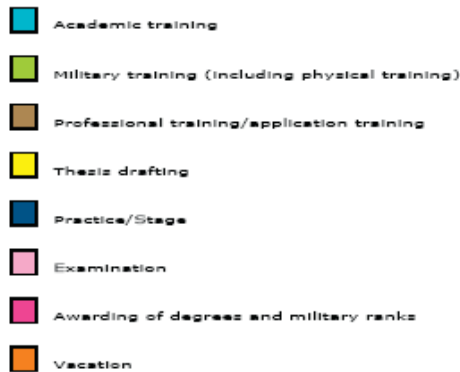 Academic training
Military training (including physical training)
Professional training/application training
Thesis drafting
Practice/Stage
Examination
Awarding of degrees and military ranks
Vacation